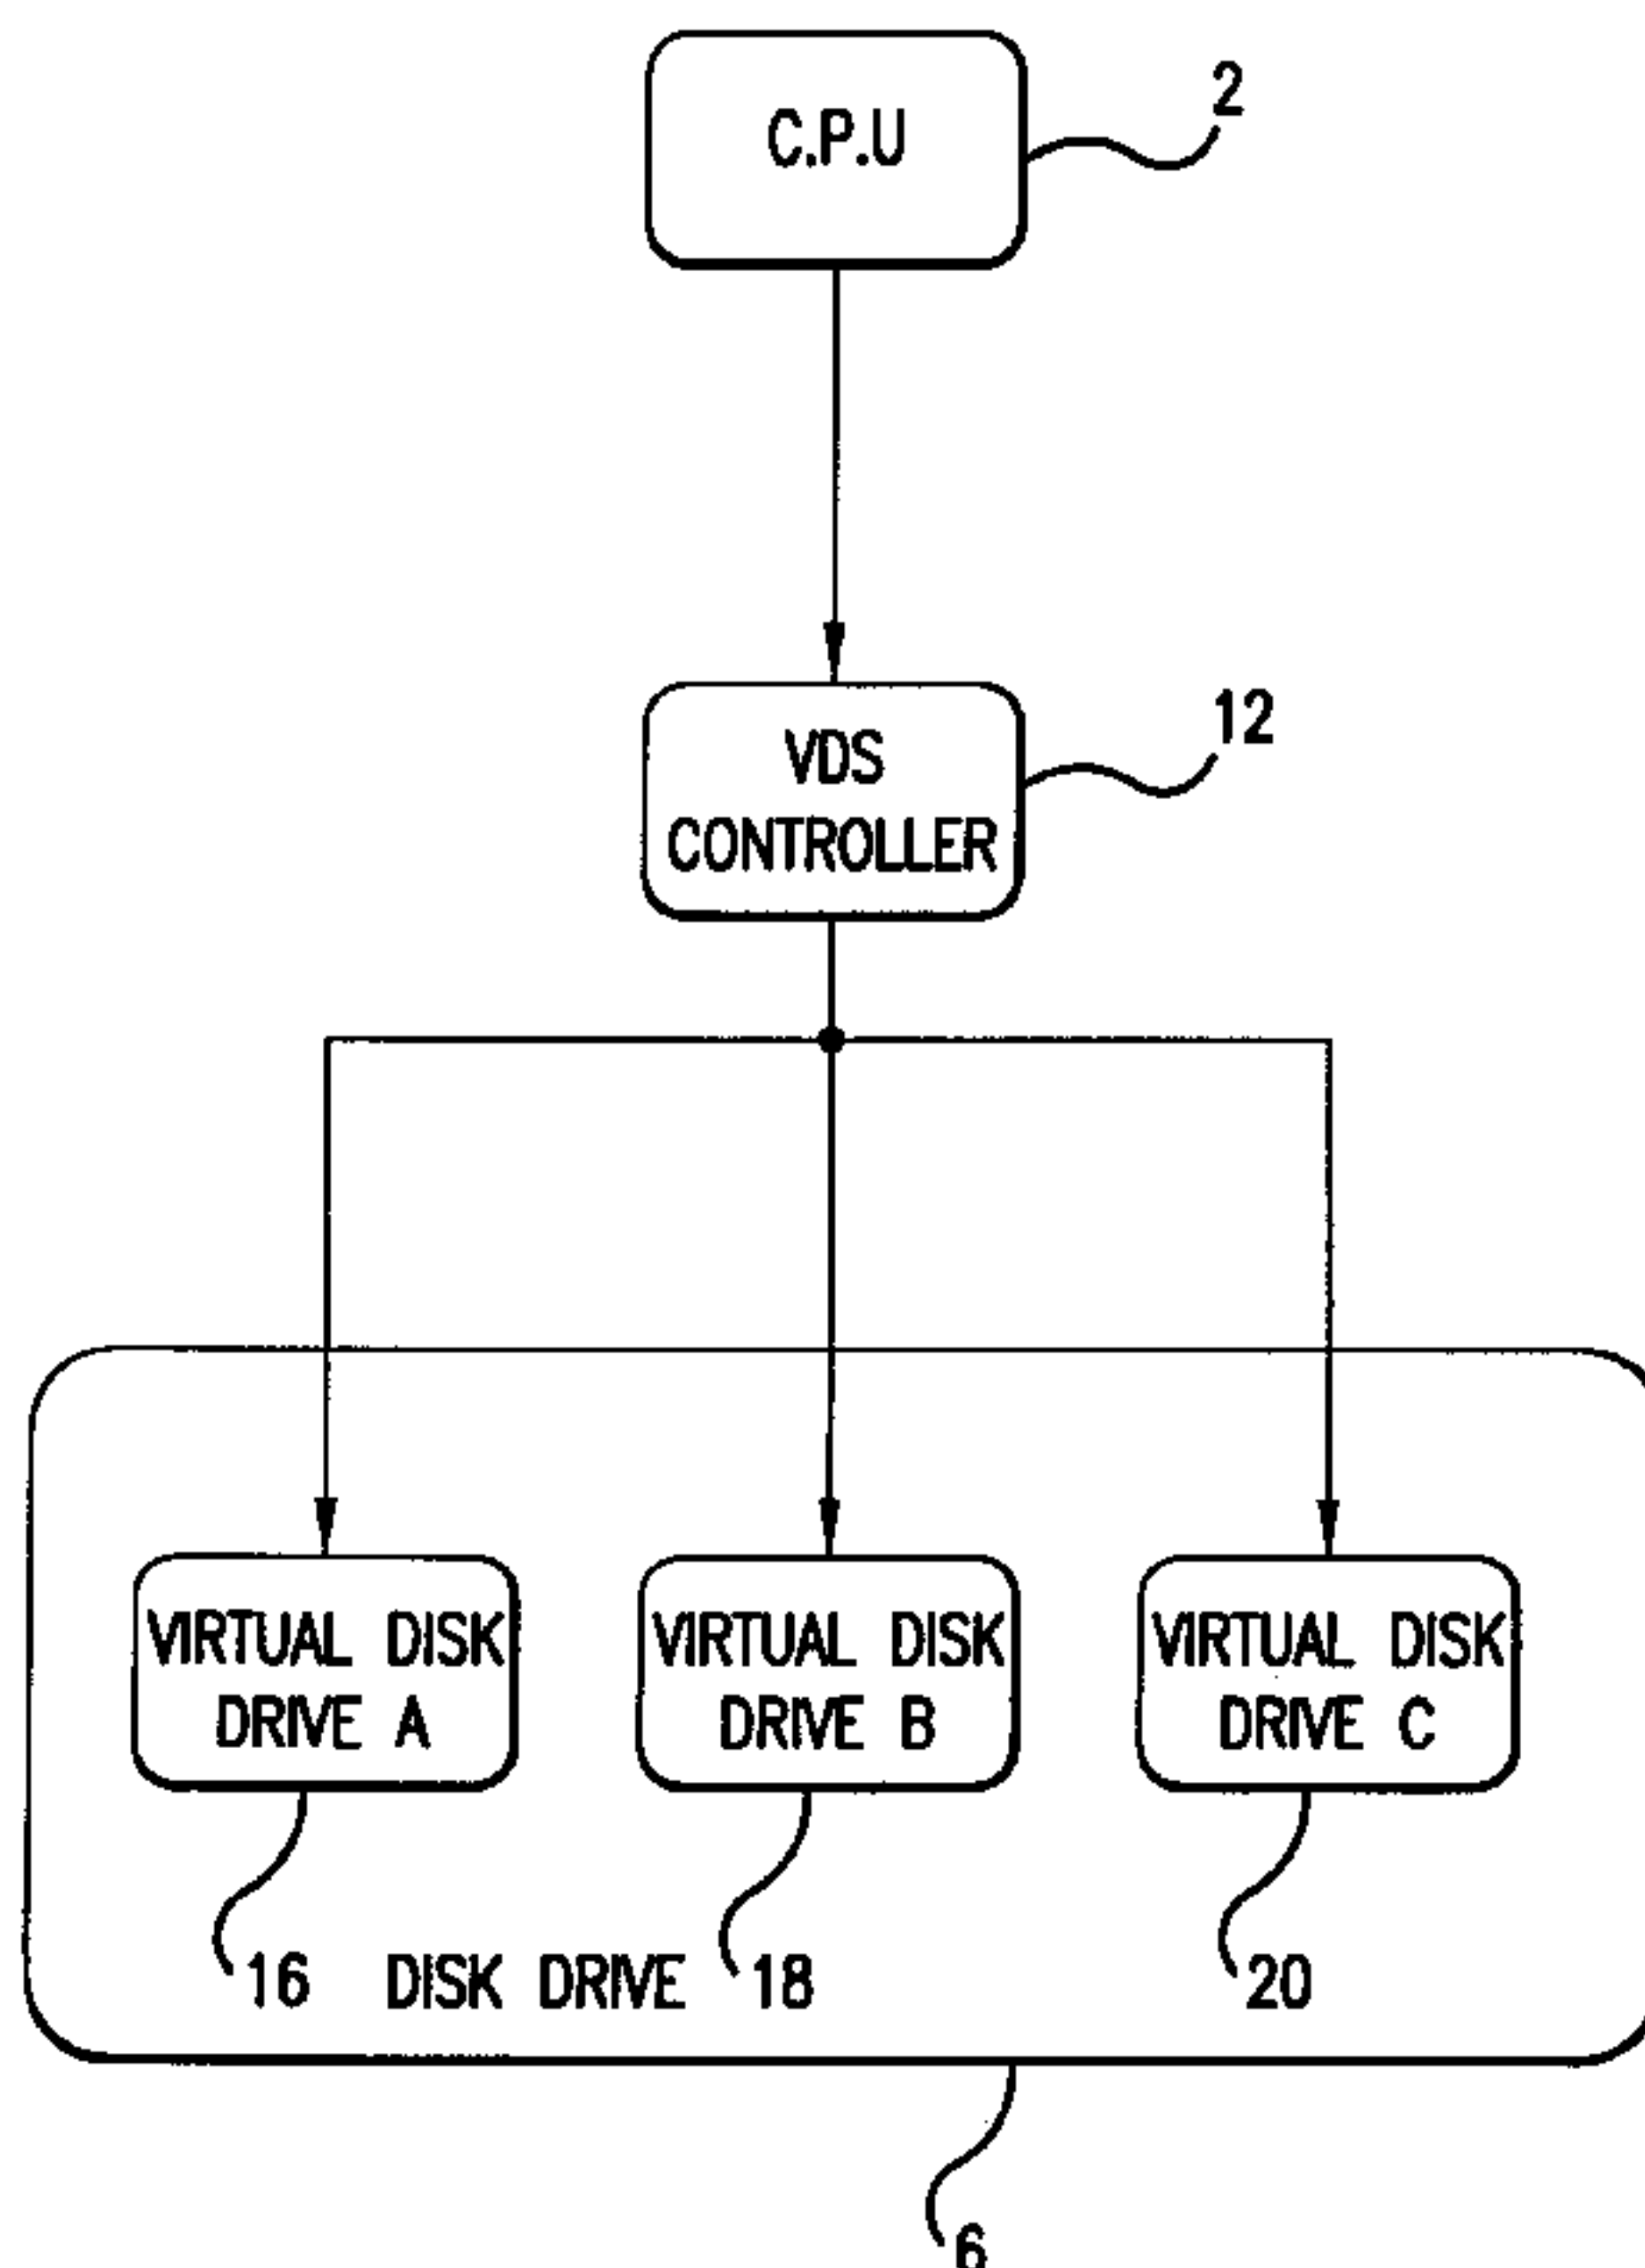 C.P.U
2
VDS
CONTROLLER
12
VIRTUAL DISK
DRIVE A
VIRTUAL DISK
DRIVE B
VIRTUAL DISK
DRIVE C
16
DISK DRIVE
18
20
6